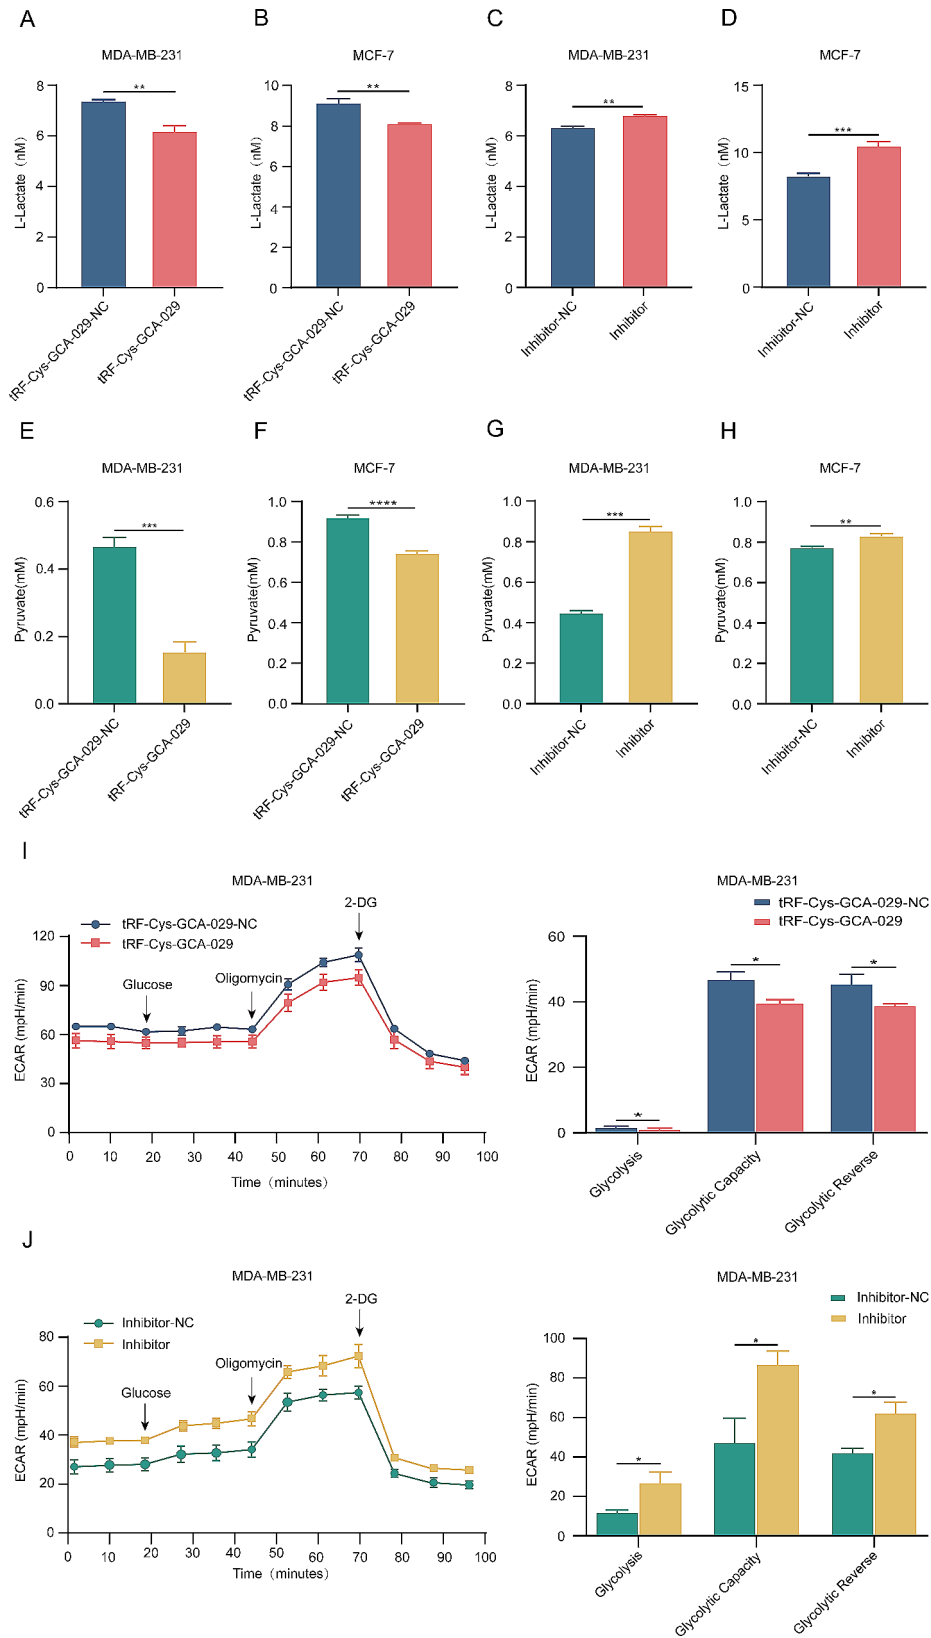 A
B
C
D
MDA-MB-231
MCF-7
MDA-MB-231
MCF-7
L-Lactate (nM)
8
6
4
2
0
**
tRF-Cys-GCA-029-NC
tRF-Cys-GCA-029
L-Lactate (nM)
10
8
6
4
2
0
**
tRF-Cys-GCA-029-NC
tRF-Cys-GCA-029
L-Lactate (nM)
8
6
4
2
0
**
Inhibitor-NC
Inhibitor
L-Lactate (nM)
15
10
5
0
***
Inhibitor-NC
Inhibitor
E
F
G
H
MDA-MB-231
MCF-7
MDA-MB-231
MCF-7
Pyruvate(mM)
0.6
0.4
0.2
0.0
***
tRF-Cys-GCA-029-NC
tRF-Cys-GCA-029
Pyruvate(mM)
1.0
0.8
0.6
0.4
0.2
0.0
****
tRF-Cys-GCA-029-NC
tRF-Cys-GCA-029
Pyruvate(mM)
1.0
0.8
0.6
0.4
0.2
0.0
***
Inhibitor-NC
Inhibitor
Pyruvate(mM)
1.0
0.8
0.6
0.4
0.2
0.0
**
Inhibitor-NC
Inhibitor
I
MDA-MB-231
tRF-Cys-GCA-029-NC
tRF-Cys-GCA-029
2-DG
Glucose
Oligomycin
ECAR (mpH/min)
120
90
60
30
0
0 10 20 30 40 50 60 70 80 90 100
Time (minutes)
MDA-MB-231
tRF-Cys-GCA-029-NC
tRF-Cys-GCA-029
ECAR (mpH/min)
60
40
20
0
*
*
*
Glycolysis
Glycolytic Capacity
Glycolytic Reverse
J
MDA-MB-231
Inhibitor-NC
Inhibitor
2-DG
Oligomycin
Glucose
ECAR (mpH/min)
80
60
40
20
0
0 10 20 30 40 50 60 70 80 90 100
Time (minutes)
MDA-MB-231
Inhibitor-NC
Inhibitor
ECAR (mpH/min)
100
80
60
40
20
0
*
*
*
Glycolysis
Glycolytic Capacity
Glycolytic Reverse